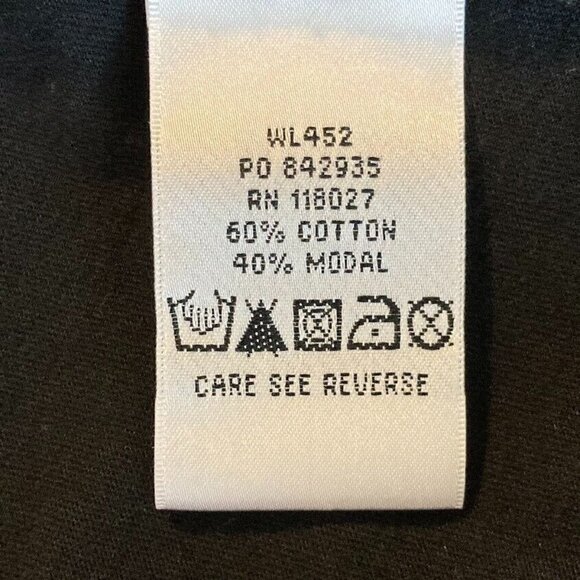 WL452
PO 842935
RN 118027
60% COTTON
40% MODAL
CARE SEE REVERSE